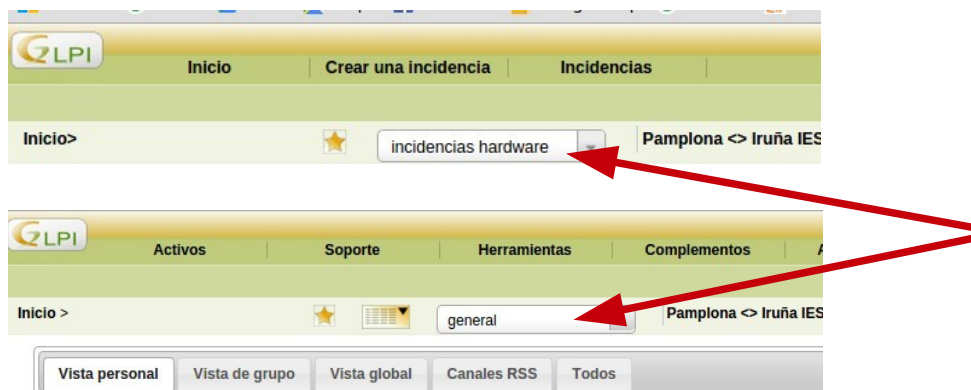 GLPI
Inicio Crear una incidencia Incidencias
Inicio> incidencias hardware Pamplona <> Iruña IES
GLPI
Activos Soporte Herramientas Complementos
Inicio > general Pamplona <> Iruña IES
Vista personal Vista de grupo Vista global Canales RSS Todos